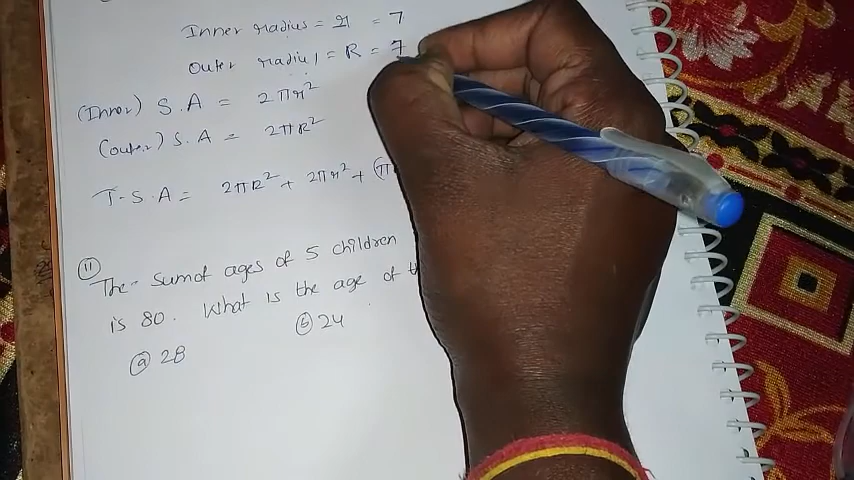 Inner radius = r = 7
Outer radius = R = 7
(Inner) S.A = 2πr²
(outer) S.A = 2πR²
T.S.A = 2πR² + 2πr² + (π
(11)
The sum of ages of 5 children
is 80. What is the age of
(a) 28 (b) 24